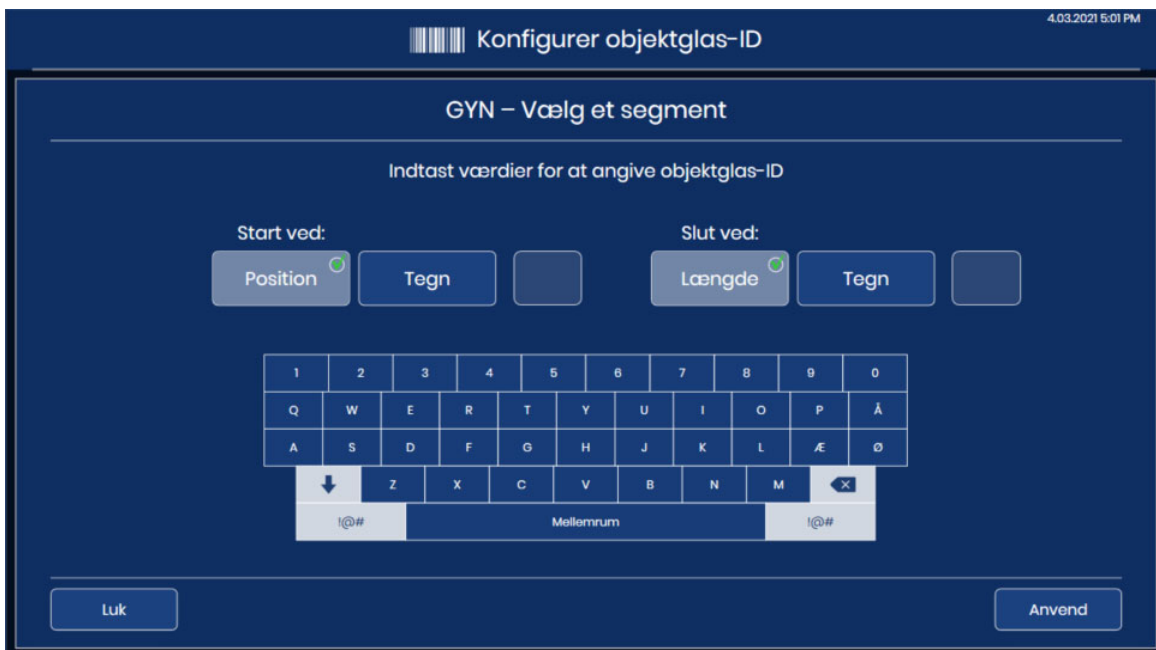 4.03.2021 5:01 PM
Konfigurer objektglas-ID
GYN – Vælg et segment
Indtast værdier for at angive objektglas-ID
Start ved: Slut ved:
Position Tegn Længde Tegn
1 2 3 4 5 6 7 8 9 0
Q W E R T Y U I O P Å
A S D F G H J K L Æ Ø
Z X C V B N M
!@# Mellemrum !@#
Luk Anvend